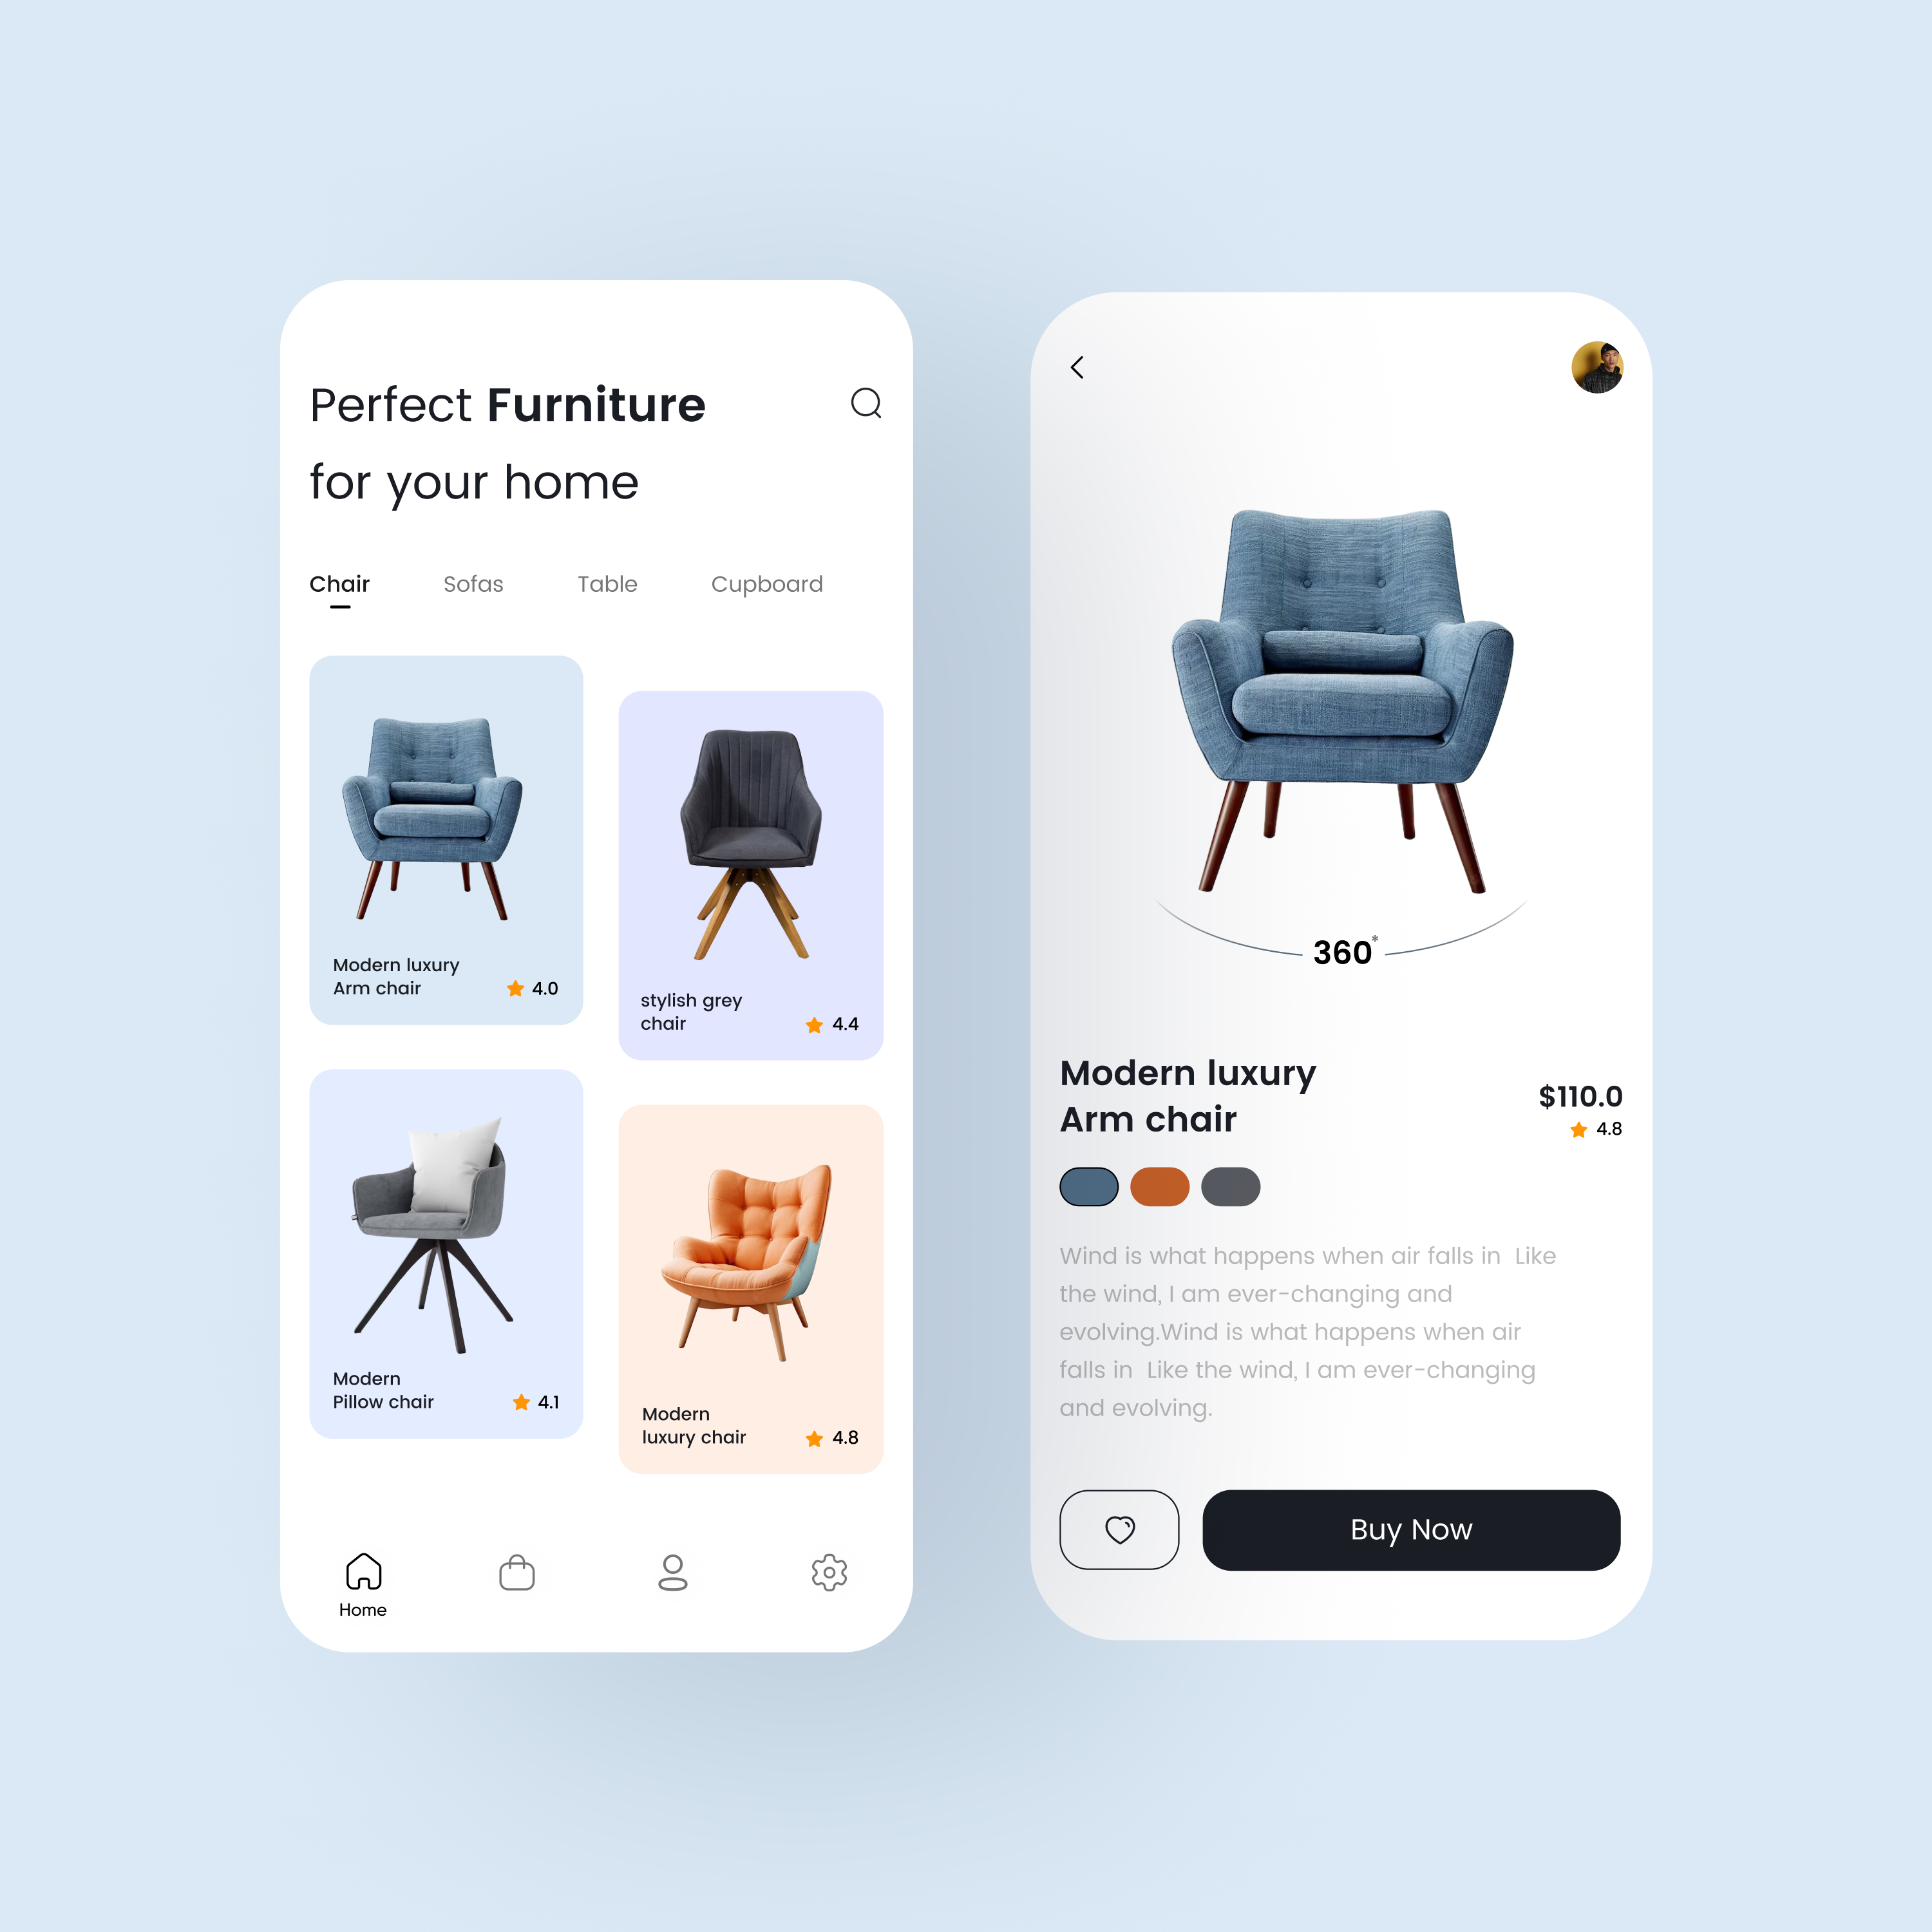 Perfect Furniture
for your home
Chair Sofas Table Cupboard
Modern luxury
Arm chair
4.0
stylish grey
chair
4.4
Modern
Pillow chair
4.1
Modern
luxury chair
4.8
Home
360*
Modern luxury
Arm chair
$110.0
4.8
Wind is what happens when air falls in  Like
the wind, I am ever-changing and
evolving.Wind is what happens when air
falls in  Like the wind, I am ever-changing
and evolving.
Buy Now